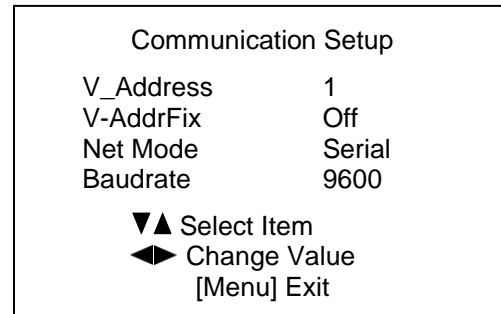 Communication Setup
V_Address 1
V-AddrFix Off
Net Mode Serial
Baudrate 9600
▼▲ Select Item
◀▶ Change Value
[Menu] Exit